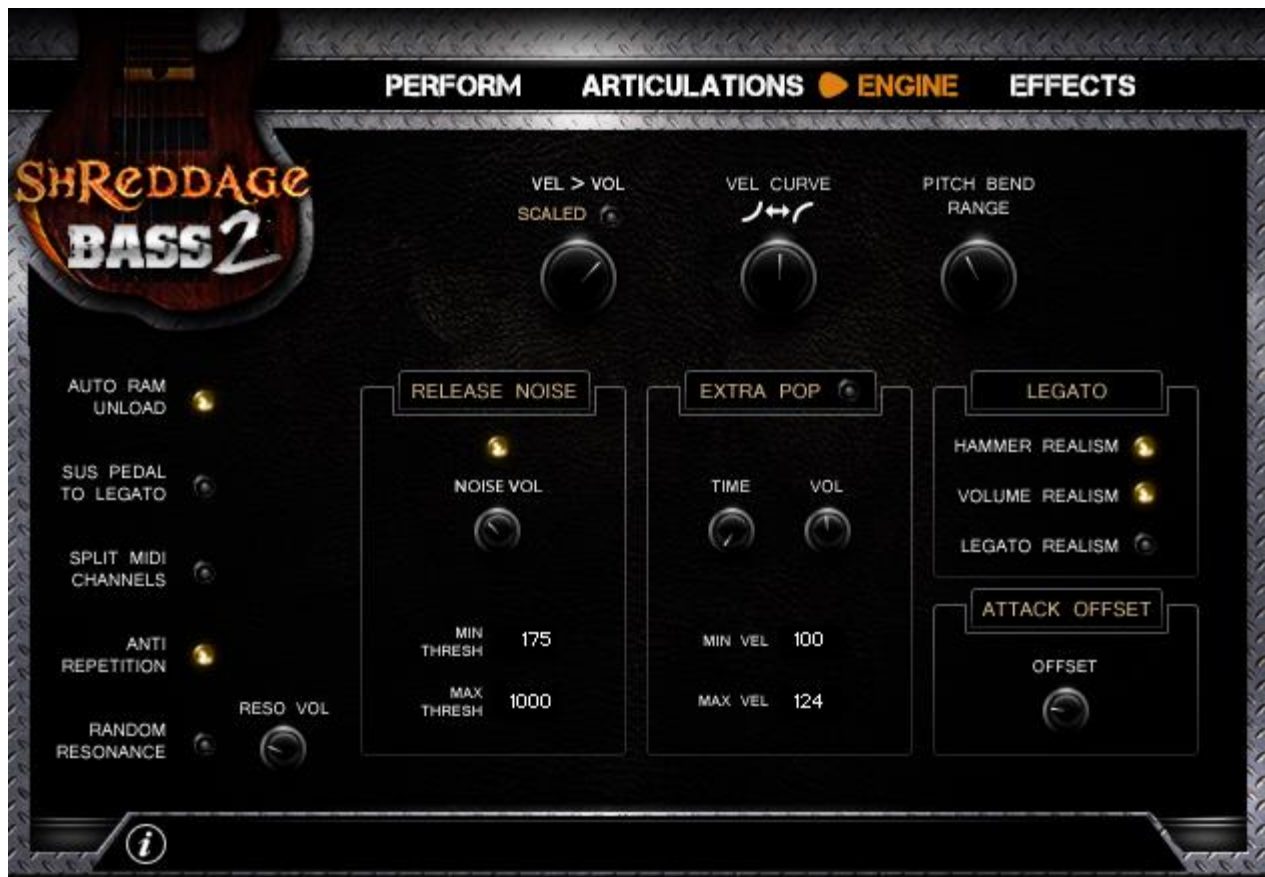 PERFORM ARTICULATIONS ENGINE EFFECTS
SHReDDAGe
BASS 2
VEL > VOL
SCALED
VEL CURVE
PITCH BEND
RANGE
AUTO RAM
UNLOAD
SUS PEDAL
TO LEGATO
SPLIT MIDI
CHANNELS
ANTI
REPETITION
RANDOM
RESONANCE
RESO VOL
RELEASE NOISE
NOISE VOL
MIN
THRESH
175
MAX
THRESH
1000
EXTRA POP
TIME
VOL
MIN VEL 100
MAX VEL 124
LEGATO
HAMMER REALISM
VOLUME REALISM
LEGATO REALISM
ATTACK OFFSET
OFFSET
i